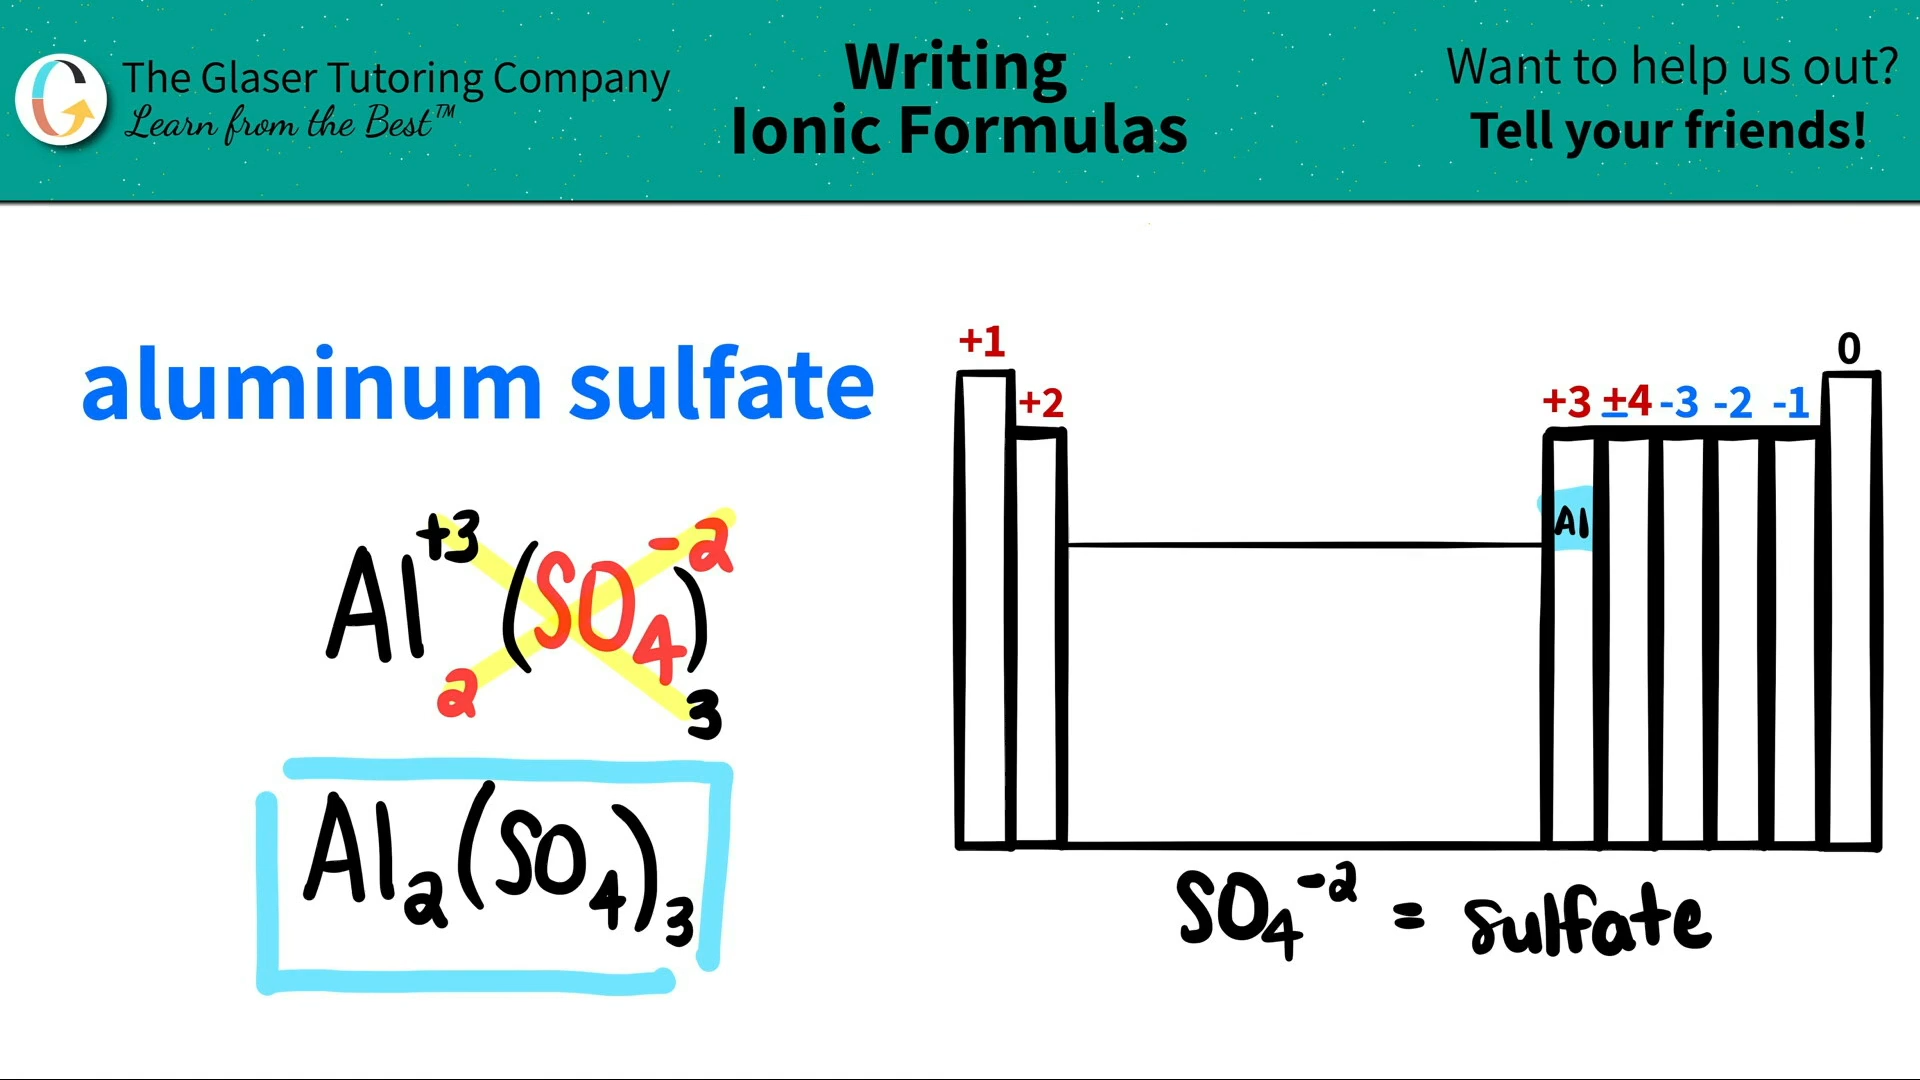 The Glaser Tutoring Company
Learn from the Best™
Writing
Ionic Formulas
Want to help us out?
Tell your friends!
aluminum sulfate
Al⁺³(SO₄)⁻²
2 3
Al₂(SO₄)₃
+1 +2 +3 ±4 -3 -2 -1 0
Al
SO₄⁻² = sulfate